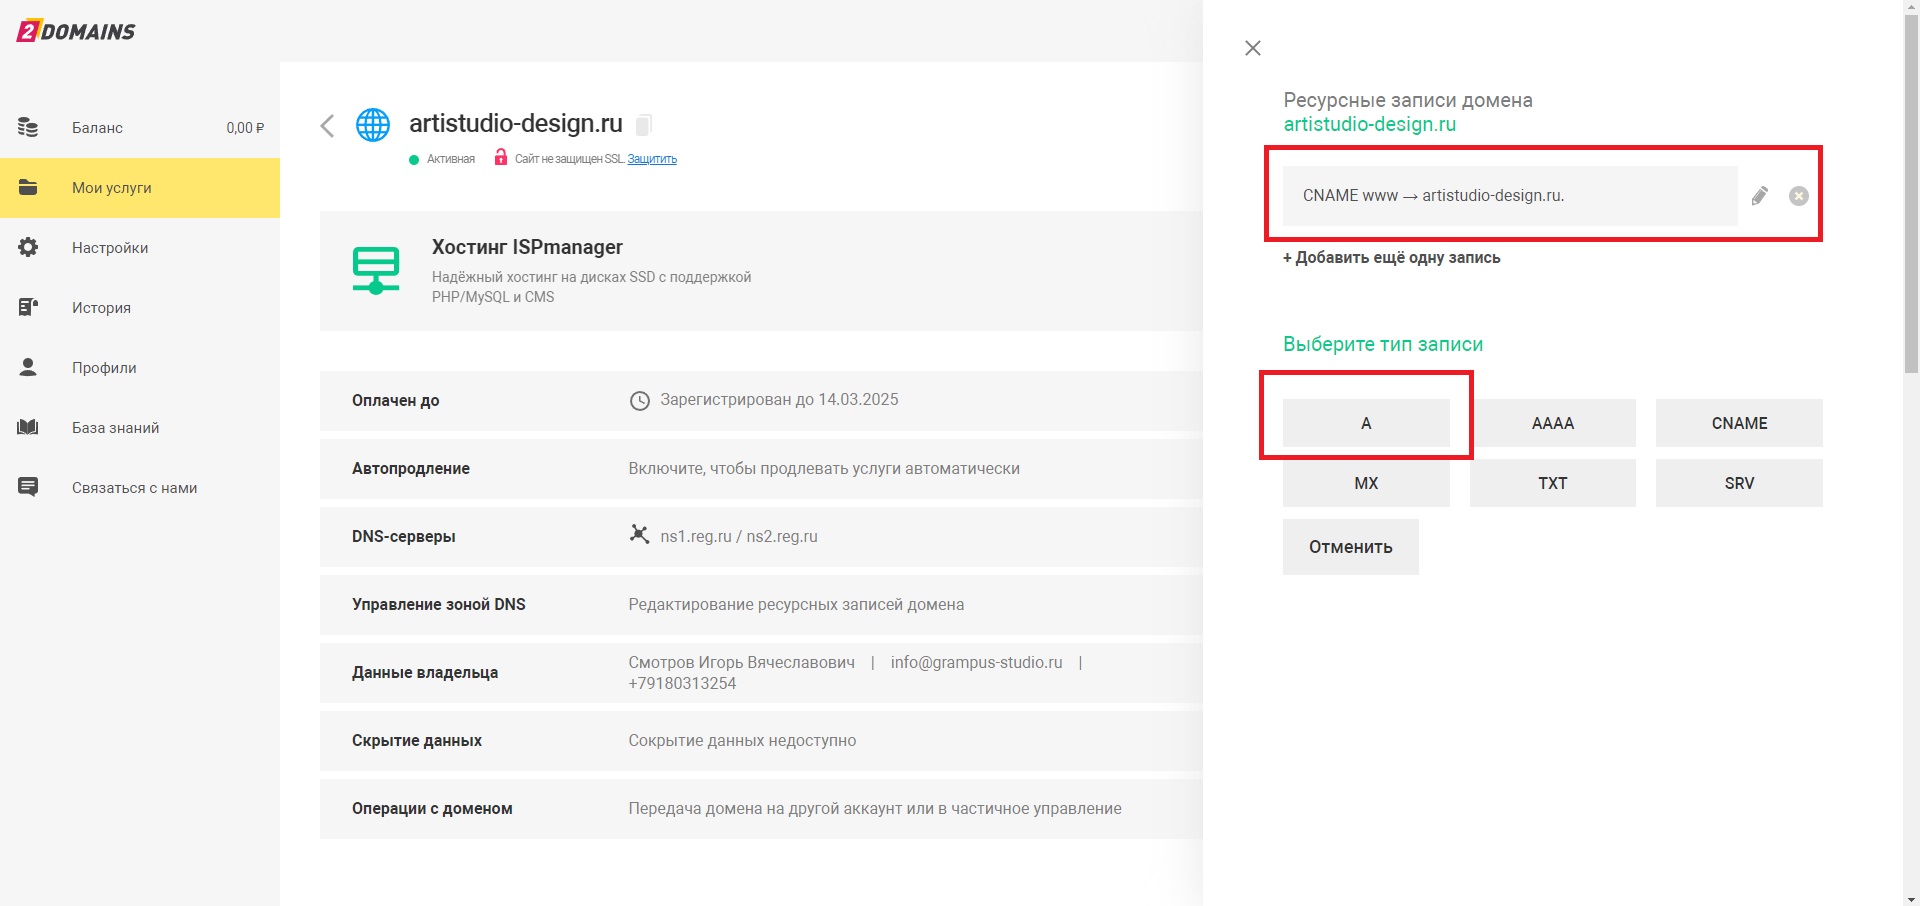 2DOMAINS
Баланс 0,00 ₽
Мои услуги
Настройки
История
Профили
База знаний
Связаться с нами
artistudio-design.ru
Активная Сайт не защищен SSL. Защитить
Хостинг ISPmanager
Надёжный хостинг на дисках SSD с поддержкой
PHP/MySQL и CMS
Оплачен до Зарегистрирован до 14.03.2025
Автопродление Включите, чтобы продлевать услуги автоматически
DNS-серверы ns1.reg.ru / ns2.reg.ru
Управление зоной DNS Редактирование ресурсных записей домена
Данные владельца Смотров Игорь Вячеславович | info@grampus-studio.ru |
+79180313254
Скрытие данных Сокрытие данных недоступно
Операции с доменом Передача домена на другой аккаунт или в частичное управление
Ресурсные записи домена
artistudio-design.ru
CNAME www → artistudio-design.ru.
+ Добавить ещё одну запись
Выберите тип записи
A AAAA CNAME
MX TXT SRV
Отменить